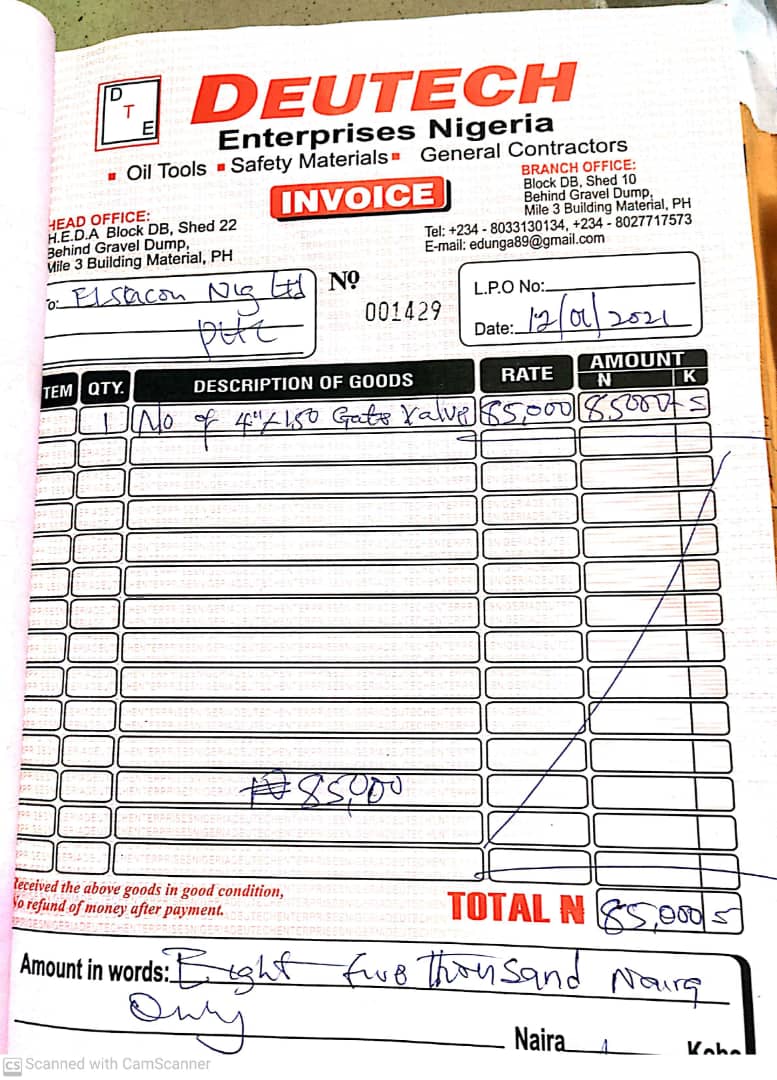 D
T
E
DEUTECH
Enterprises Nigeria
▪ Oil Tools ▪ Safety Materials ▪ General Contractors
INVOICE
HEAD OFFICE:
H.E.D.A Block DB, Shed 22
Behind Gravel Dump,
Mile 3 Building Material, PH
BRANCH OFFICE:
Block DB, Shed 10
Behind Gravel Dump,
Mile 3 Building Material, PH
Tel: +234 - 8033130134, +234 - 8027717573
E-mail: edunga89@gmail.com
To: Elsacon Nig Ltd
PHC
Nº
001429
L.P.O No:
Date: 12/01/2021
TEM QTY. DESCRIPTION OF GOODS RATE AMOUNT
N K
1 No of 4"/150 Gate Valve 85,000 85000
₦85,000
Received the above goods in good condition,
No refund of money after payment.
TOTAL N 85,000
Amount in words: Eight five thousand Naira
Only
Naira Kobo
CS Scanned with CamScanner